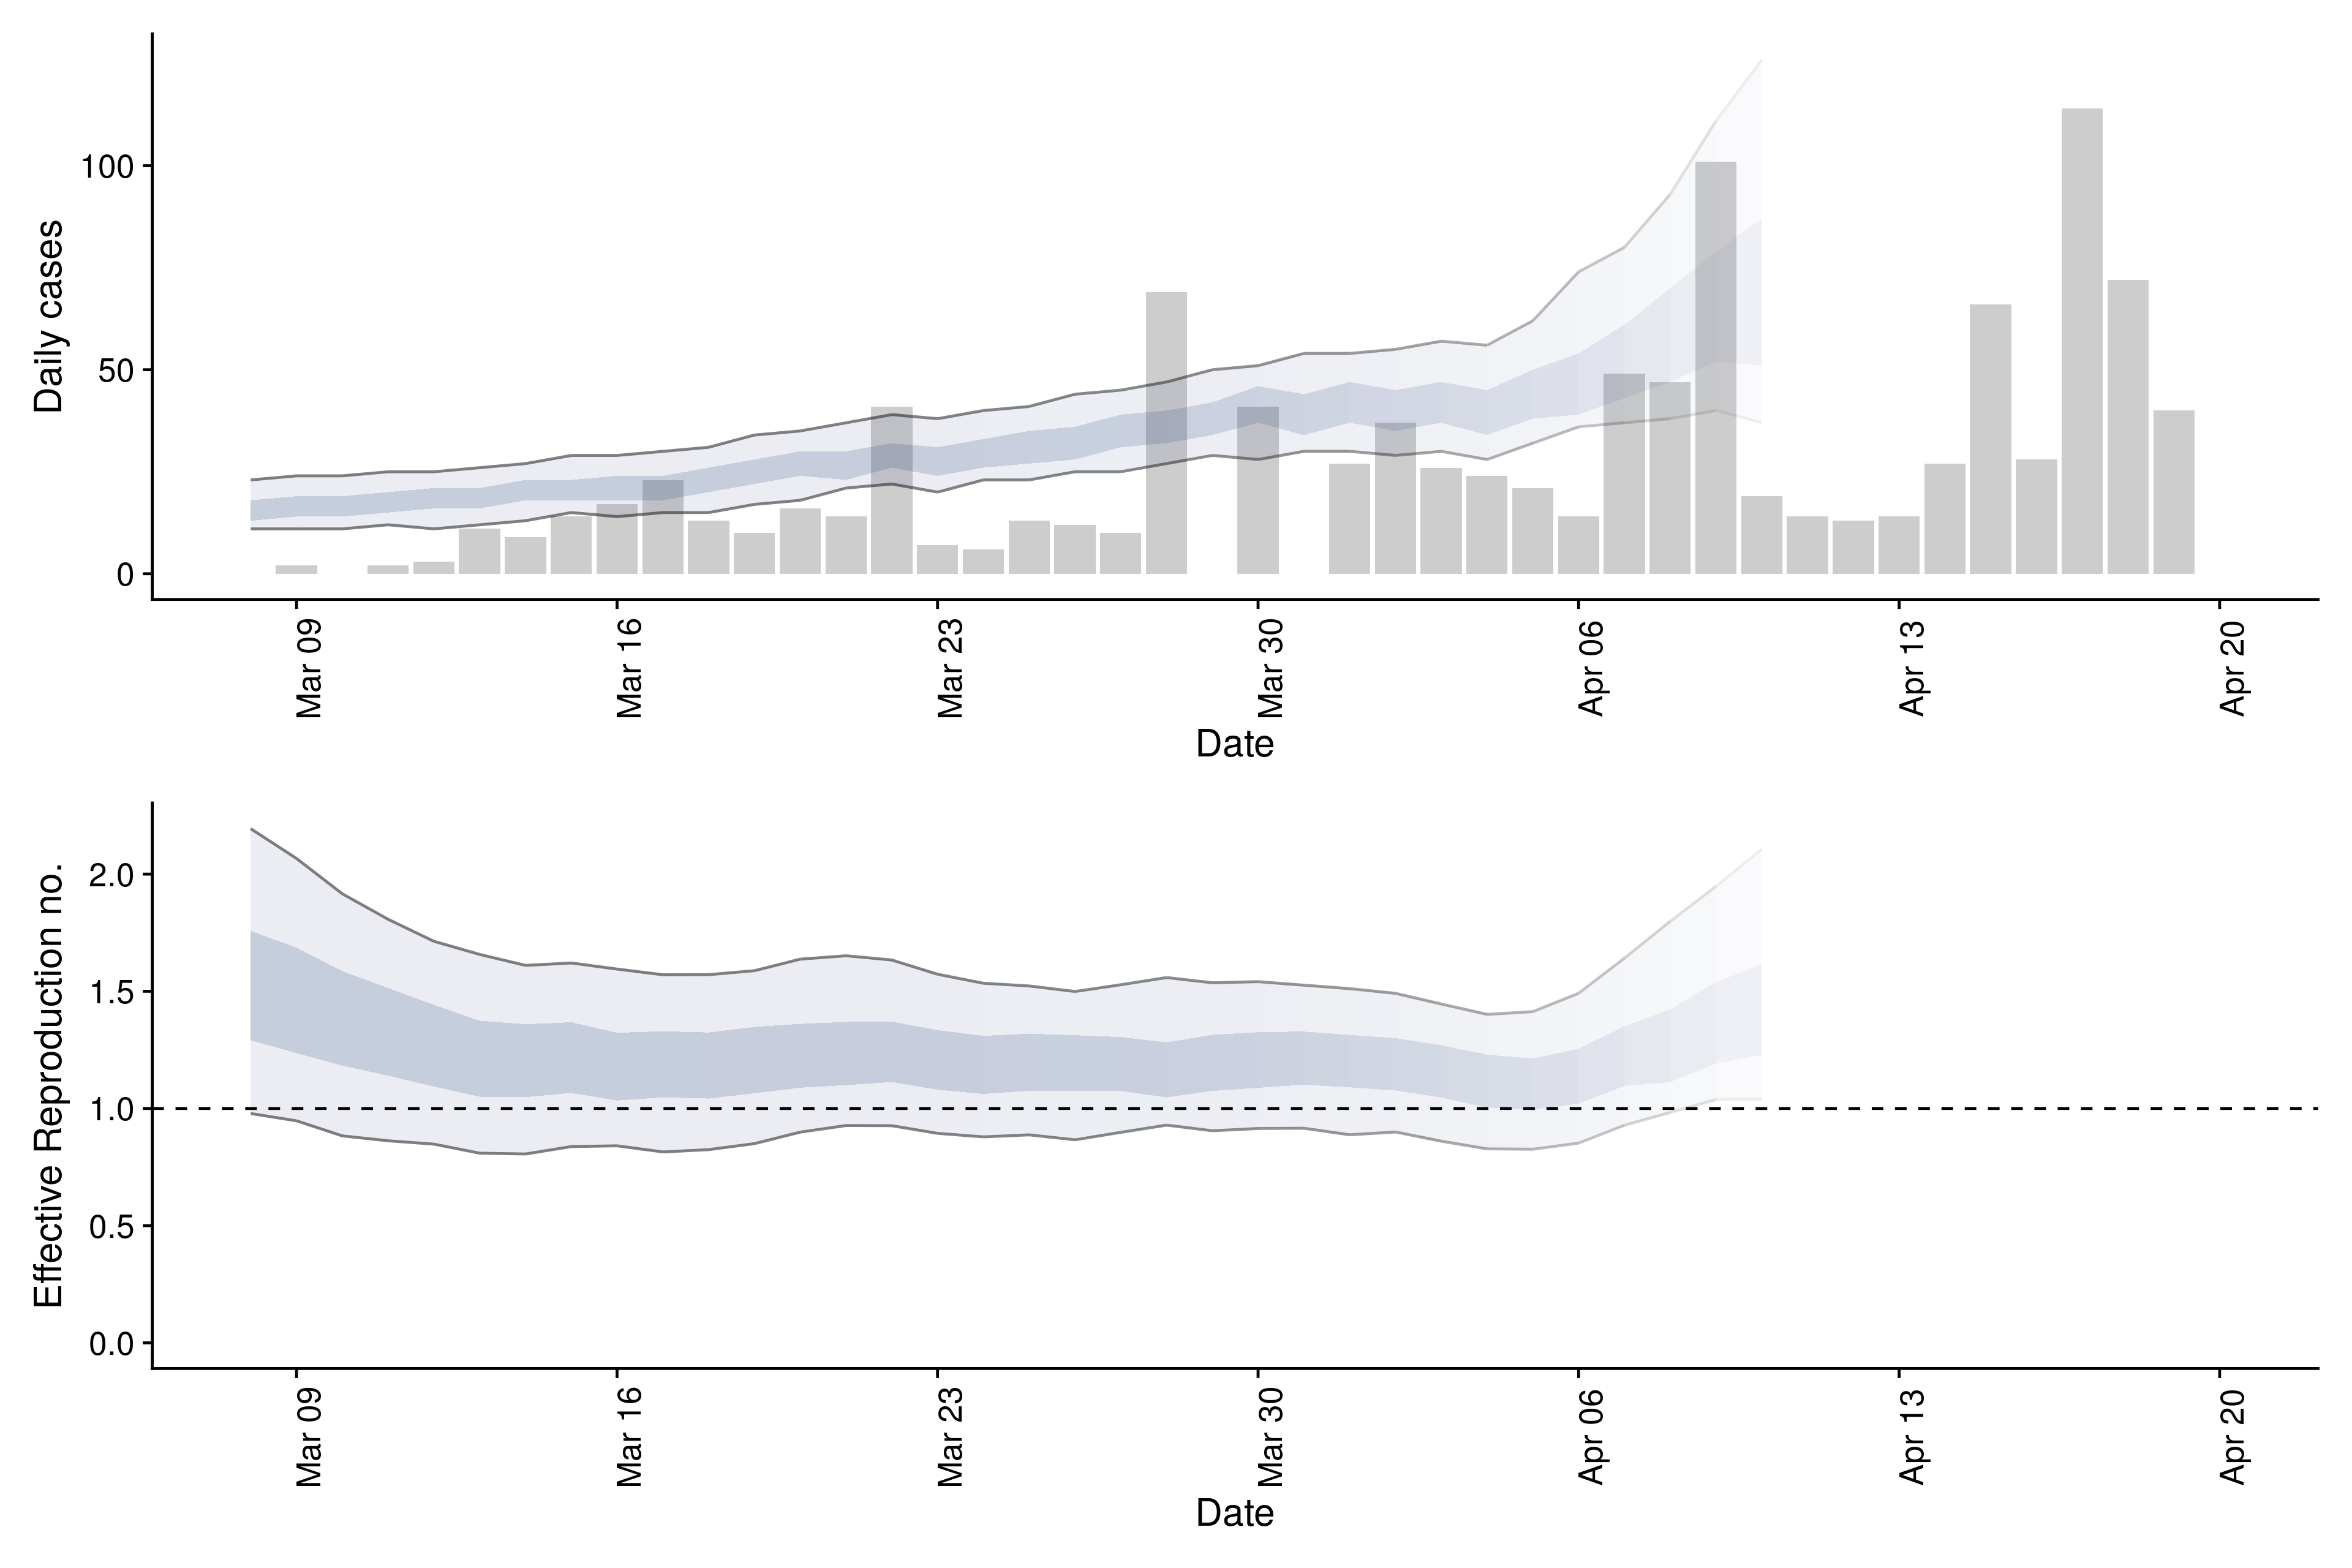 Daily cases
100
50
0
Mar 09
Mar 16
Mar 23
Mar 30
Apr 06
Apr 13
Apr 20
Date
Effective Reproduction no.
2.0
1.5
1.0
0.5
0.0
Mar 09
Mar 16
Mar 23
Mar 30
Apr 06
Apr 13
Apr 20
Date